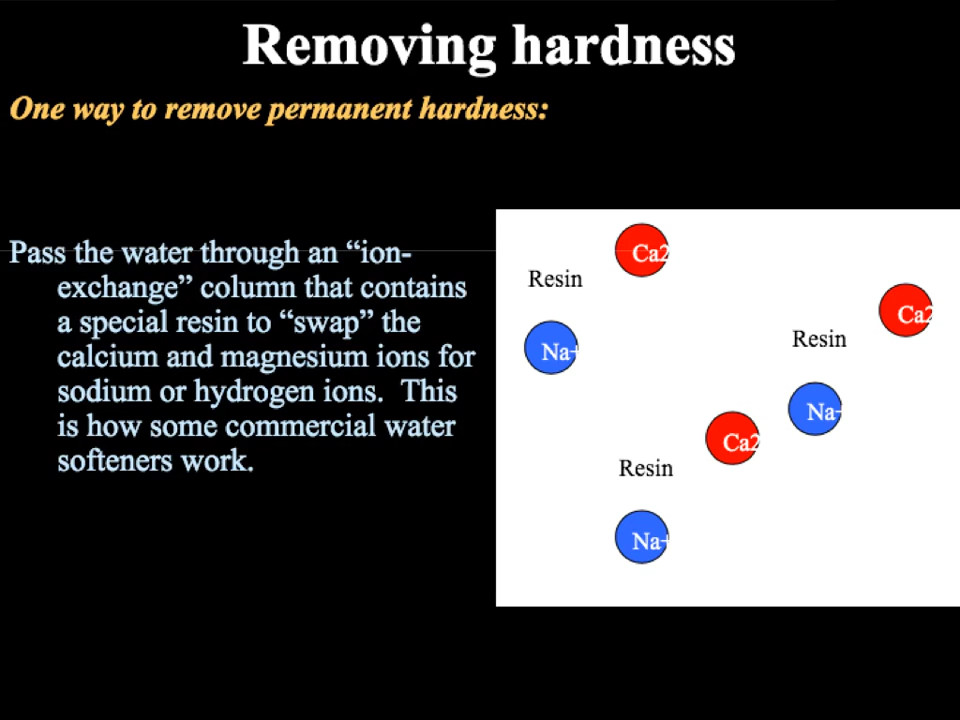 Removing hardness
One way to remove permanent hardness:
Pass the water through an “ion-
exchange” column that contains
a special resin to “swap” the
calcium and magnesium ions for
sodium or hydrogen ions.  This
is how some commercial water
softeners work.
Ca2
Resin
Ca2
Resin
Na+
Na+
Ca2
Resin
Na+